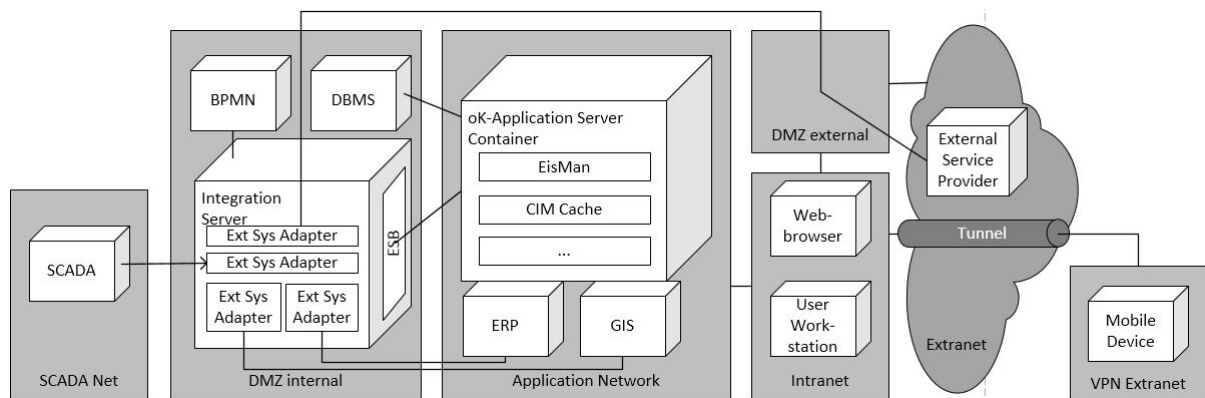 SCADA
SCADA Net
BPMN
DBMS
Integration
Server
Ext Sys Adapter
Ext Sys Adapter
Ext Sys
Adapter
Ext Sys
Adapter
ESB
DMZ internal
oK-Application Server
Container
EisMan
CIM Cache
...
ERP
GIS
Application Network
DMZ external
Web-
browser
User
Work-
station
Intranet
External
Service
Provider
Tunnel
Extranet
Mobile
Device
VPN Extranet